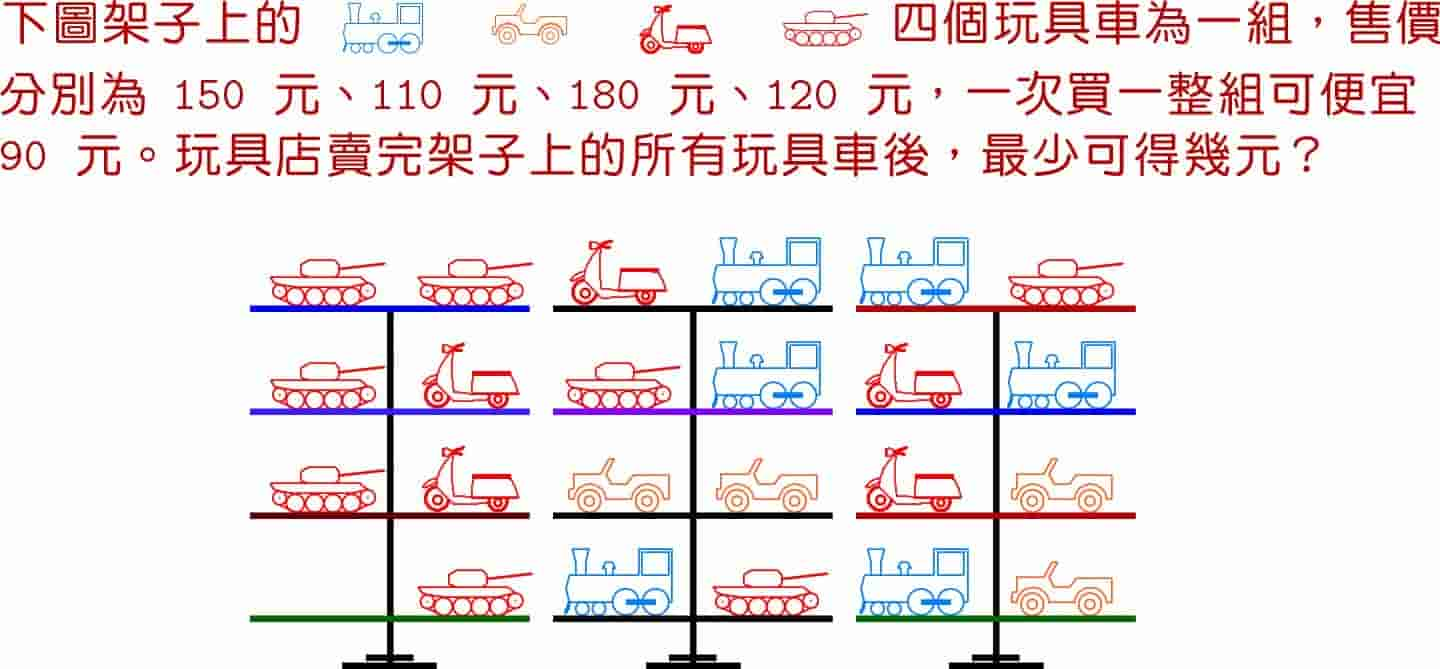 下圖架子上的 四個玩具車為一組，售價
分別為 150 元、110 元、180 元、120 元，一次買一整組可便宜
90 元。玩具店賣完架子上的所有玩具車後，最少可得幾元？